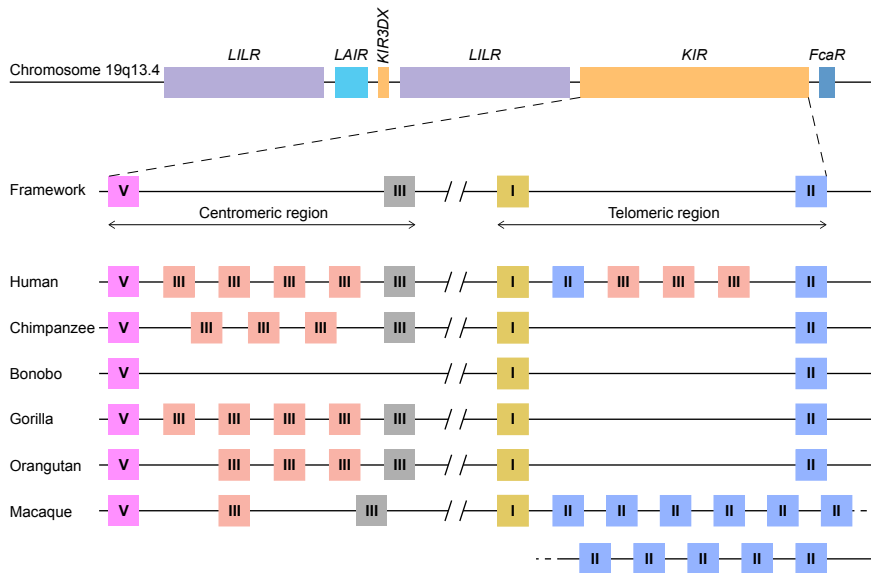 LILR LAIR KIR3DX LILR KIR FcaR
Chromosome 19q13.4
Framework V III I II
Centromeric region Telomeric region
Human V III III III III III I II III III III II
Chimpanzee V III III III III I II
Bonobo V I II
Gorilla V III III III III III I II
Orangutan V III III III III I II
Macaque V III III I II II II II II II
II II II II II